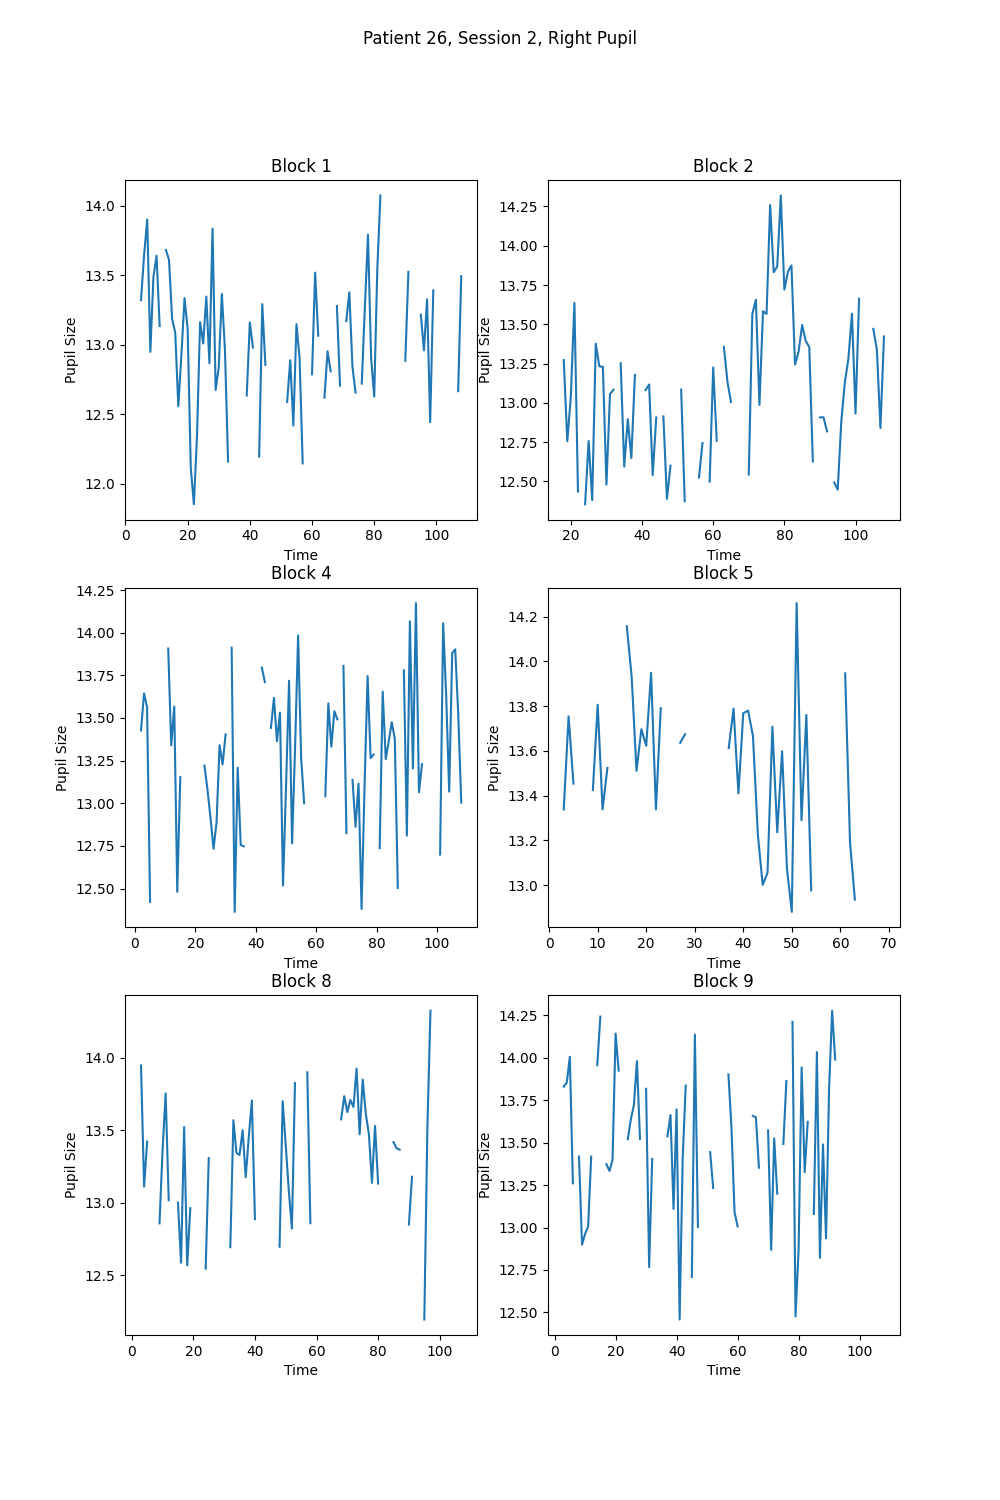 Patient 26, Session 2, Right Pupil
Block 1
Pupil Size
14.0
13.5
13.0
12.5
12.0
0 20 40 60 80 100
Time
Block 2
Pupil Size
14.25
14.00
13.75
13.50
13.25
13.00
12.75
12.50
20 40 60 80 100
Time
Block 4
Pupil Size
14.25
14.00
13.75
13.50
13.25
13.00
12.75
12.50
0 20 40 60 80 100
Time
Block 5
Pupil Size
14.2
14.0
13.8
13.6
13.4
13.2
13.0
0 10 20 30 40 50 60 70
Time
Block 8
Pupil Size
14.0
13.5
13.0
12.5
0 20 40 60 80 100
Time
Block 9
Pupil Size
14.25
14.00
13.75
13.50
13.25
13.00
12.75
12.50
0 20 40 60 80 100
Time